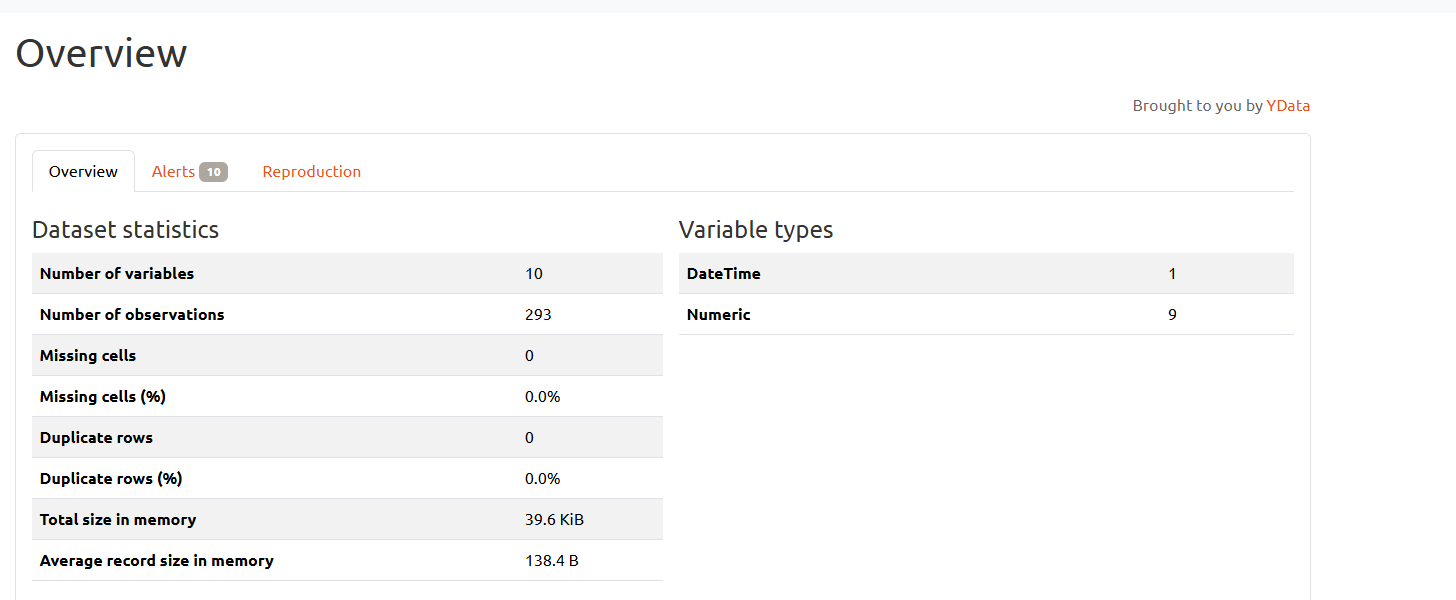 Overview
Brought to you by YData
Overview Alerts 10 Reproduction
Dataset statistics
Number of variables 10
Number of observations 293
Missing cells 0
Missing cells (%) 0.0%
Duplicate rows 0
Duplicate rows (%) 0.0%
Total size in memory 39.6 KiB
Average record size in memory 138.4 B
Variable types
DateTime 1
Numeric 9